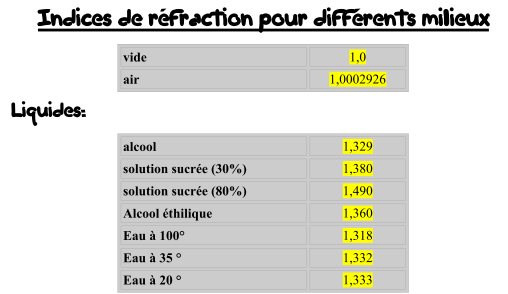 Indices de réfraction pour différents milieux
vide 1,0
air 1,0002926
Liquides:
alcool 1,329
solution sucrée (30%) 1,380
solution sucrée (80%) 1,490
Alcool éthilique 1,360
Eau à 100° 1,318
Eau à 35 ° 1,332
Eau à 20 ° 1,333